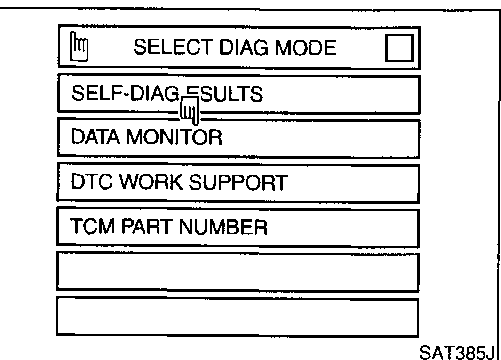 SELECT DIAG MODE
SELF-DIAG ESULTS
DATA MONITOR
DTC WORK SUPPORT
TCM PART NUMBER
SAT385J